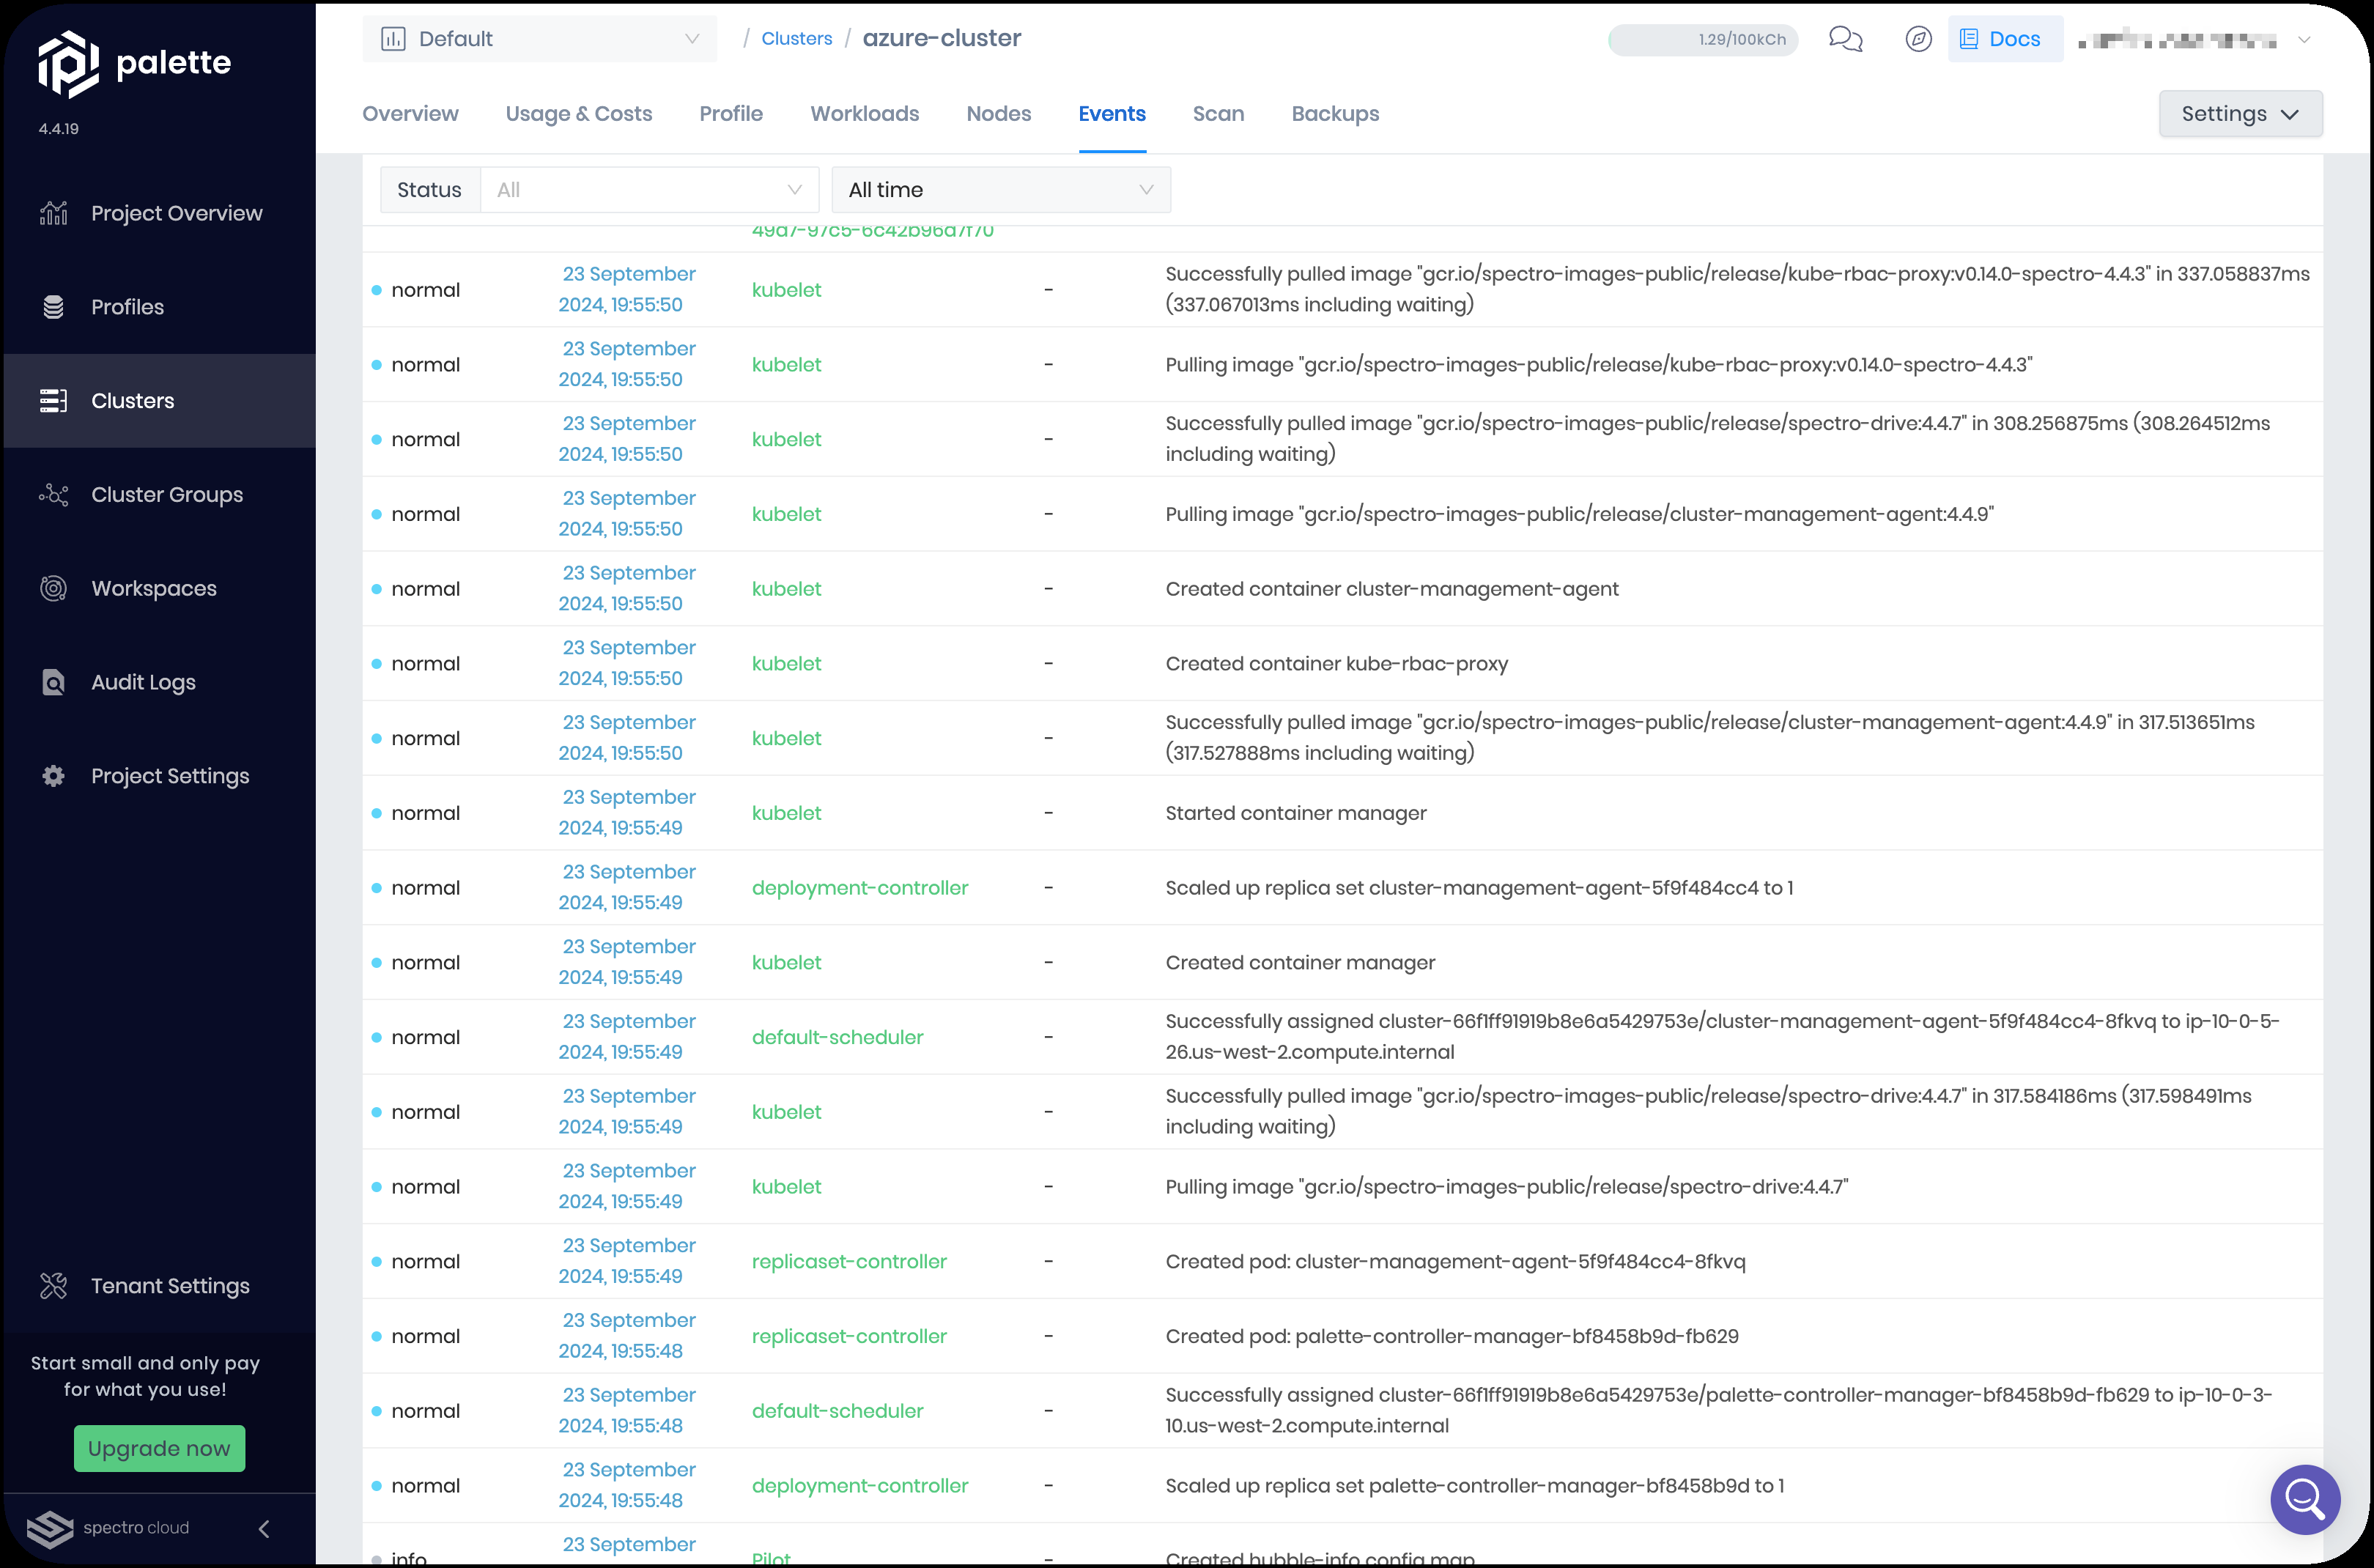 palette
4.4.19
Project Overview
Profiles
Clusters
Cluster Groups
Workspaces
Audit Logs
Project Settings
Tenant Settings
Start small and only pay
for what you use!
Upgrade now
spectro cloud
Default
/ Clusters / azure-cluster
1.29/100kCh
Docs
Overview Usage & Costs Profile Workloads Nodes Events Scan Backups
Settings
Status All All time
49d7-97c5-6c42b96d7f70
normal 23 September kubelet - Successfully pulled image "gcr.io/spectro-images-public/release/kube-rbac-proxy:v0.14.0-spectro-4.4.3" in 337.058837ms
2024, 19:55:50 (337.067013ms including waiting)
normal 23 September kubelet - Pulling image "gcr.io/spectro-images-public/release/kube-rbac-proxy:v0.14.0-spectro-4.4.3"
2024, 19:55:50
normal 23 September kubelet - Successfully pulled image "gcr.io/spectro-images-public/release/spectro-drive:4.4.7" in 308.256875ms (308.264512ms
2024, 19:55:50 including waiting)
normal 23 September kubelet - Pulling image "gcr.io/spectro-images-public/release/cluster-management-agent:4.4.9"
2024, 19:55:50
normal 23 September kubelet - Created container cluster-management-agent
2024, 19:55:50
normal 23 September kubelet - Created container kube-rbac-proxy
2024, 19:55:50
normal 23 September kubelet - Successfully pulled image "gcr.io/spectro-images-public/release/cluster-management-agent:4.4.9" in 317.513651ms
2024, 19:55:50 (317.527888ms including waiting)
normal 23 September kubelet - Started container manager
2024, 19:55:49
normal 23 September deployment-controller - Scaled up replica set cluster-management-agent-5f9f484cc4 to 1
2024, 19:55:49
normal 23 September kubelet - Created container manager
2024, 19:55:49
normal 23 September default-scheduler - Successfully assigned cluster-66f1ff91919b8e6a5429753e/cluster-management-agent-5f9f484cc4-8fkvq to ip-10-0-5-
2024, 19:55:49 26.us-west-2.compute.internal
normal 23 September kubelet - Successfully pulled image "gcr.io/spectro-images-public/release/spectro-drive:4.4.7" in 317.584186ms (317.598491ms
2024, 19:55:49 including waiting)
normal 23 September kubelet - Pulling image "gcr.io/spectro-images-public/release/spectro-drive:4.4.7"
2024, 19:55:49
normal 23 September replicaset-controller - Created pod: cluster-management-agent-5f9f484cc4-8fkvq
2024, 19:55:49
normal 23 September replicaset-controller - Created pod: palette-controller-manager-bf8458b9d-fb629
2024, 19:55:48
normal 23 September default-scheduler - Successfully assigned cluster-66f1ff91919b8e6a5429753e/palette-controller-manager-bf8458b9d-fb629 to ip-10-0-3-
2024, 19:55:48 10.us-west-2.compute.internal
normal 23 September deployment-controller - Scaled up replica set palette-controller-manager-bf8458b9d to 1
2024, 19:55:48
info 23 September Pilot - Created hubble-info config map